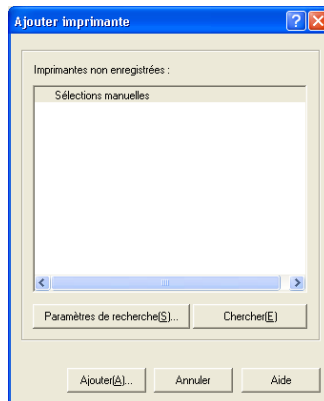 Ajouter imprimante
Imprimantes non enregistrées :
Sélections manuelles
Paramètres de recherche(S)... Chercher(E)
Ajouter(A)... Annuler Aide